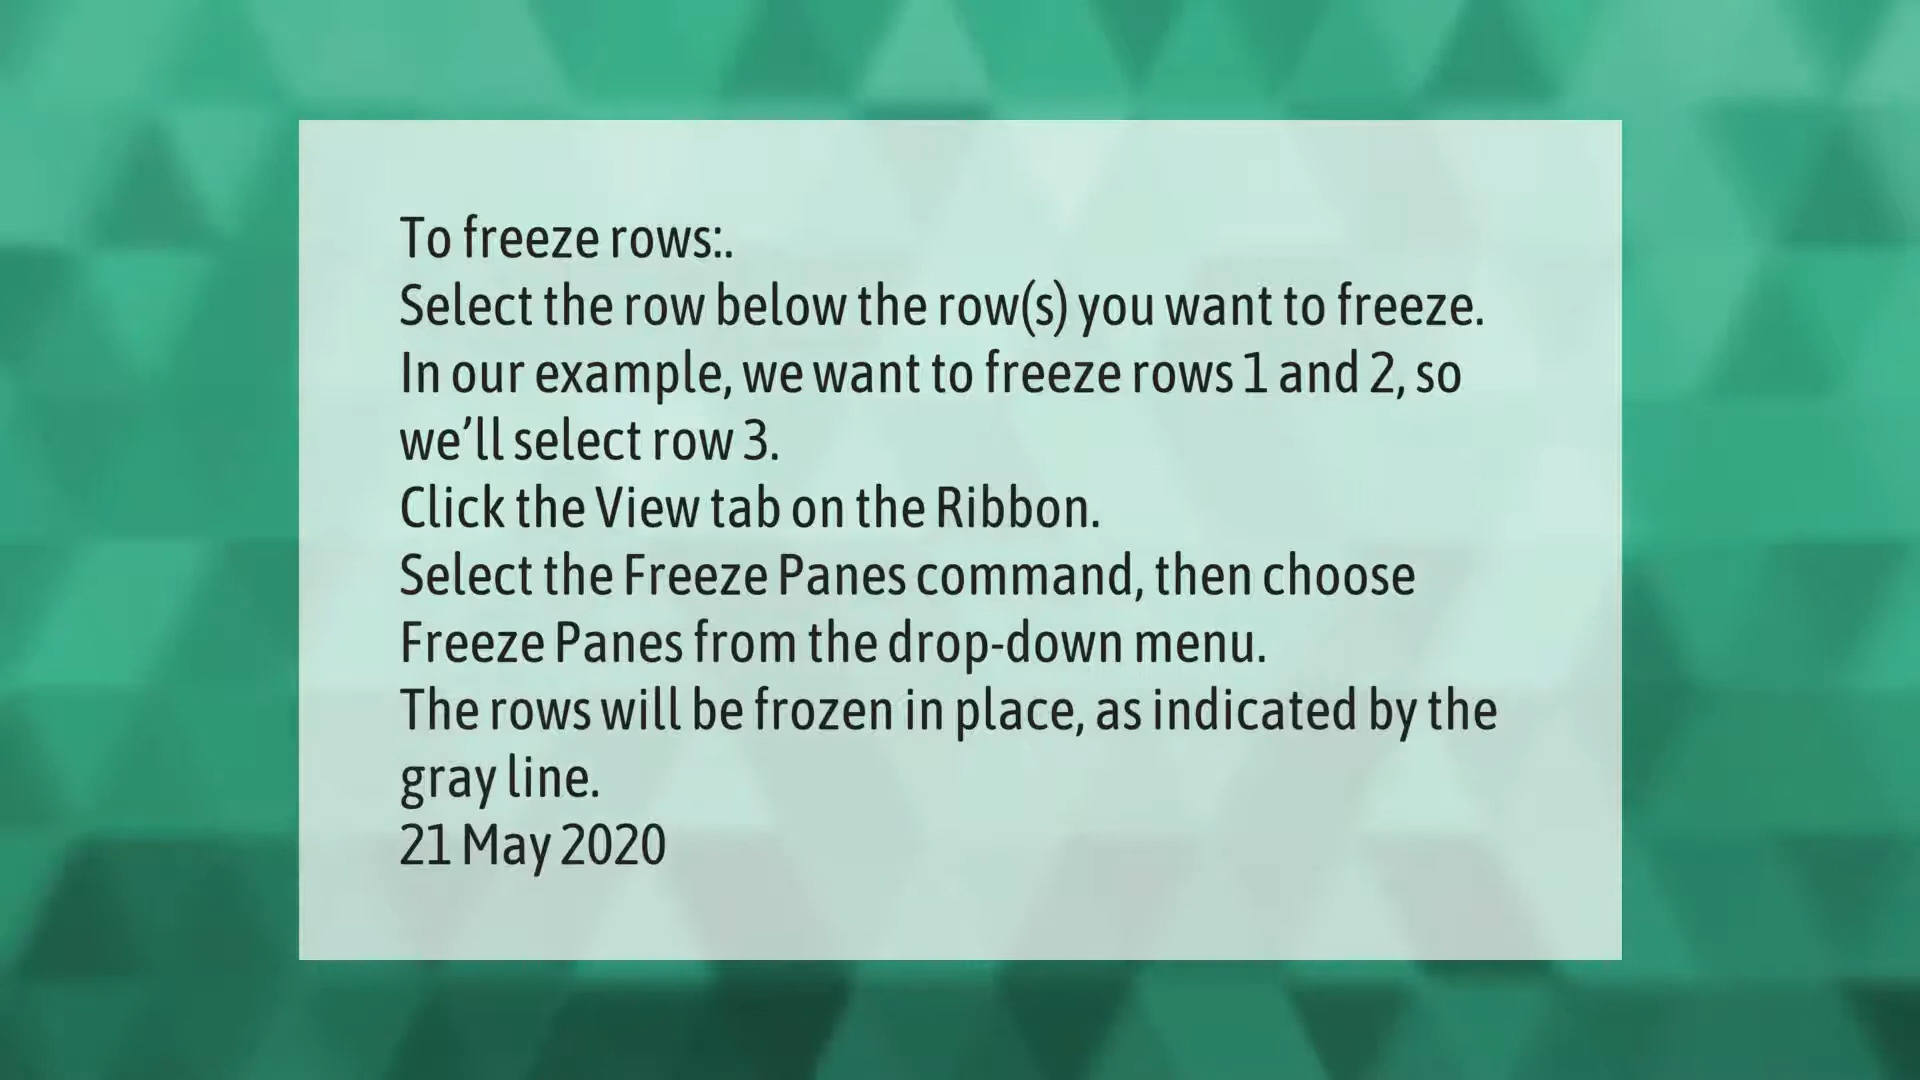 To freeze rows:.
Select the row below the row(s) you want to freeze.
In our example, we want to freeze rows 1 and 2, so
we’ll select row 3.
Click the View tab on the Ribbon.
Select the Freeze Panes command, then choose
Freeze Panes from the drop-down menu.
The rows will be frozen in place, as indicated by the
gray line.
21 May 2020